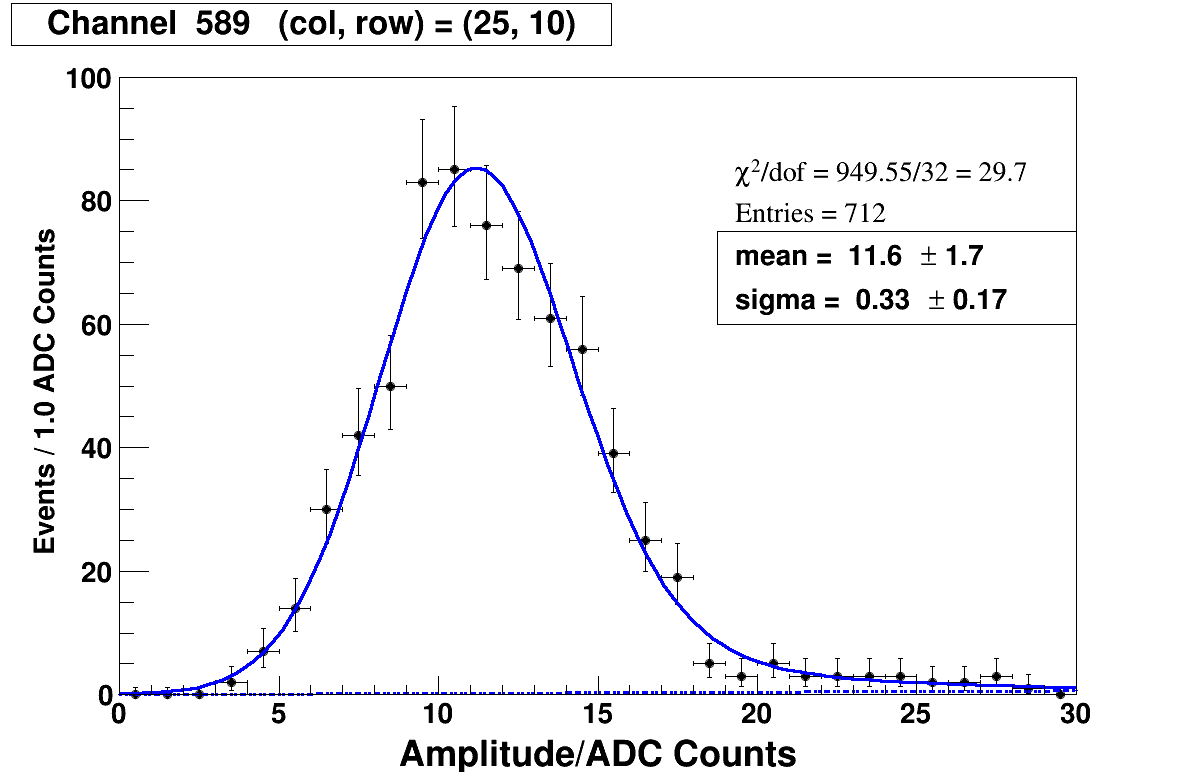 Channel 589 (col, row) = (25, 10)
100
80
60
40
20
0
Events / 1.0 ADC Counts
χ²/dof = 949.55/32 = 29.7
Entries = 712
mean = 11.6 ± 1.7
sigma = 0.33 ± 0.17
0 5 10 15 20 25 30
Amplitude/ADC Counts